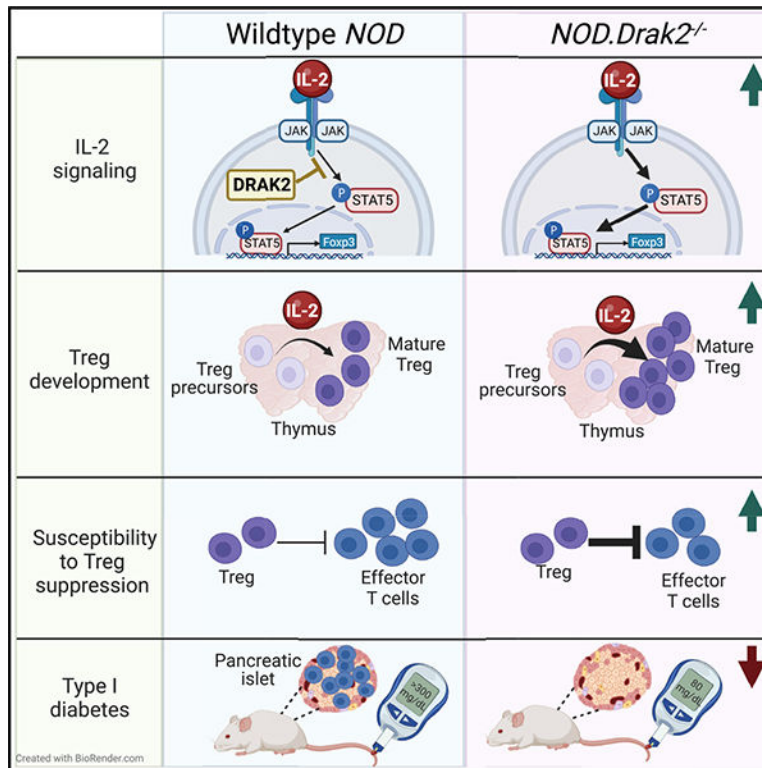 Wildtype NOD
NOD.Drak2-/-
IL-2
signaling
IL-2
JAK
JAK
DRAK2
P
STAT5
P
STAT5
Foxp3
IL-2
JAK
JAK
P
STAT5
P
STAT5
Foxp3
Treg
development
IL-2
Treg
precursors
Mature
Treg
Thymus
IL-2
Treg
precursors
Mature
Treg
Thymus
Susceptibility
to Treg
suppression
Treg
Effector
T cells
Treg
Effector
T cells
Type I
diabetes
Pancreatic
islet
>300
mg/dL
80
mg/dL
Created with BioRender.com